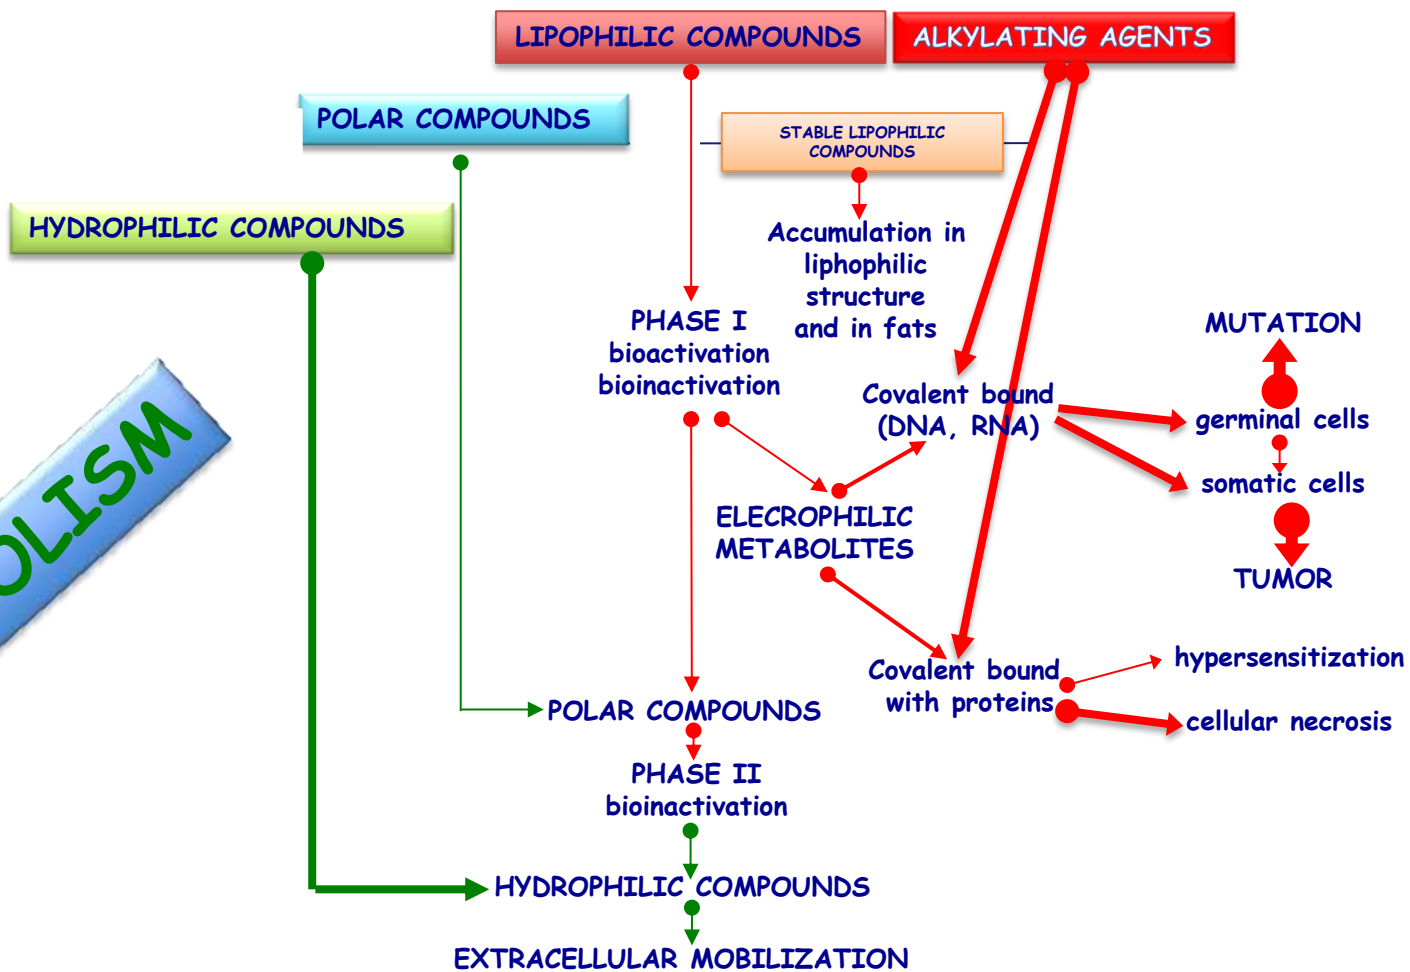 LIPOPHILIC COMPOUNDS
ALKYLATING AGENTS
POLAR COMPOUNDS
STABLE LIPOPHILIC
COMPOUNDS
HYDROPHILIC COMPOUNDS
Accumulation in
liphophilic
structure
and in fats
PHASE I
bioactivation
bioinactivation
MUTATION
Covalent bound
(DNA, RNA)
germinal cells
somatic cells
OLISM
ELECROPHILIC
METABOLITES
TUMOR
Covalent bound
with proteins
hypersensitization
cellular necrosis
POLAR COMPOUNDS
PHASE II
bioinactivation
HYDROPHILIC COMPOUNDS
EXTRACELLULAR MOBILIZATION